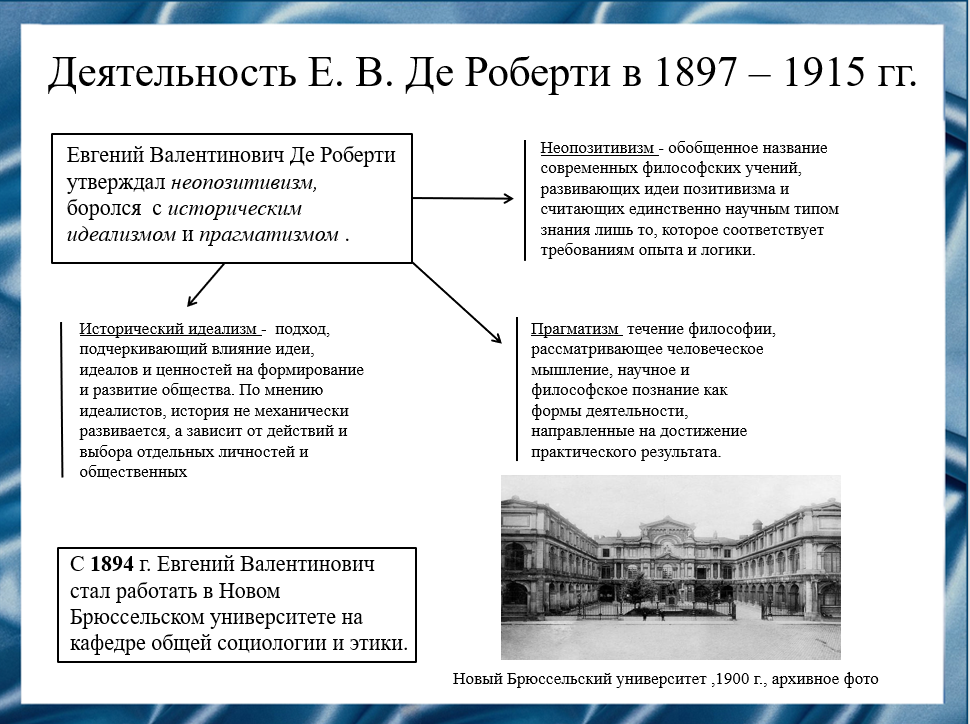 Деятельность Е. В. Де Роберти в 1897 – 1915 гг.
Евгений Валентинович Де Роберти
утверждал неопозитивизм,
боролся  с историческим
идеализмом и прагматизмом .
Неопозитивизм - обобщенное название
современных философских учений,
развивающих идеи позитивизма и
считающих единственно научным типом
знания лишь то, которое соответствует
требованиям опыта и логики.
Исторический идеализм -  подход,
подчеркивающий влияние идеи,
идеалов и ценностей на формирование
и развитие общества. По мнению
идеалистов, история не механически
развивается, а зависит от действий и
выбора отдельных личностей и
общественных
Прагматизм  течение философии,
рассматривающее человеческое
мышление, научное и
философское познание как
формы деятельности,
направленные на достижение
практического результата.
С 1894 г. Евгений Валентинович
стал работать в Новом
Брюссельском университете на
кафедре общей социологии и этики.
Новый Брюссельский университет ,1900 г., архивное фото